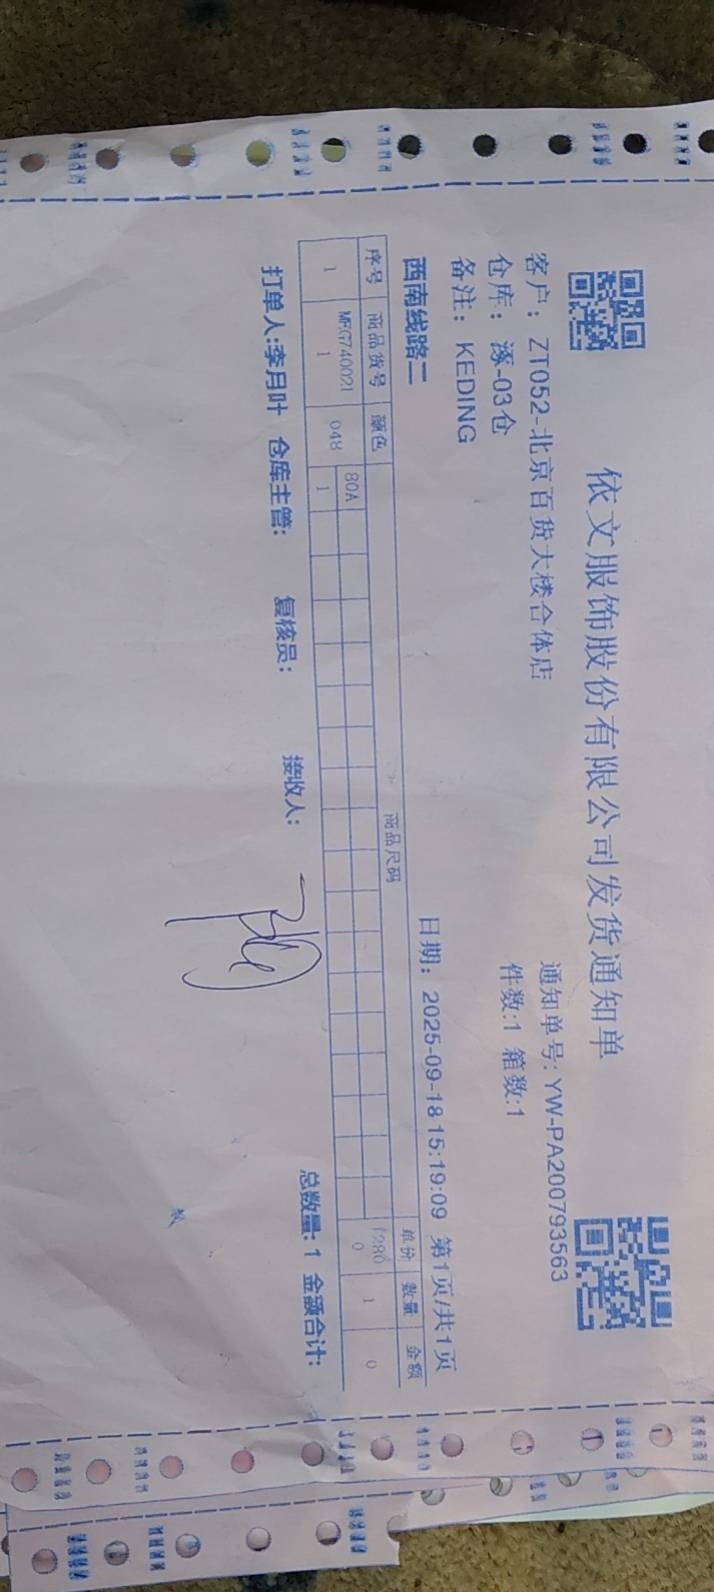 依文服饰股份有限公司发货通知单
客户：ZT052-北京百货大楼合体店 通知单号：YW-PA200793563
仓库：涿-03仓 件数:1 箱数:1
备注：KEDING
西南线路二 日期：2025-09-18 15:19:09 第1页/共1页
序号 商品货号 颜色 商品尺码 单价 数量 金额
80A
1 MEG740021 1 048 1 12800 1 0
打单人:李月叶 仓库主管: 复核员: 接收人: 总数量: 1 金额合计: